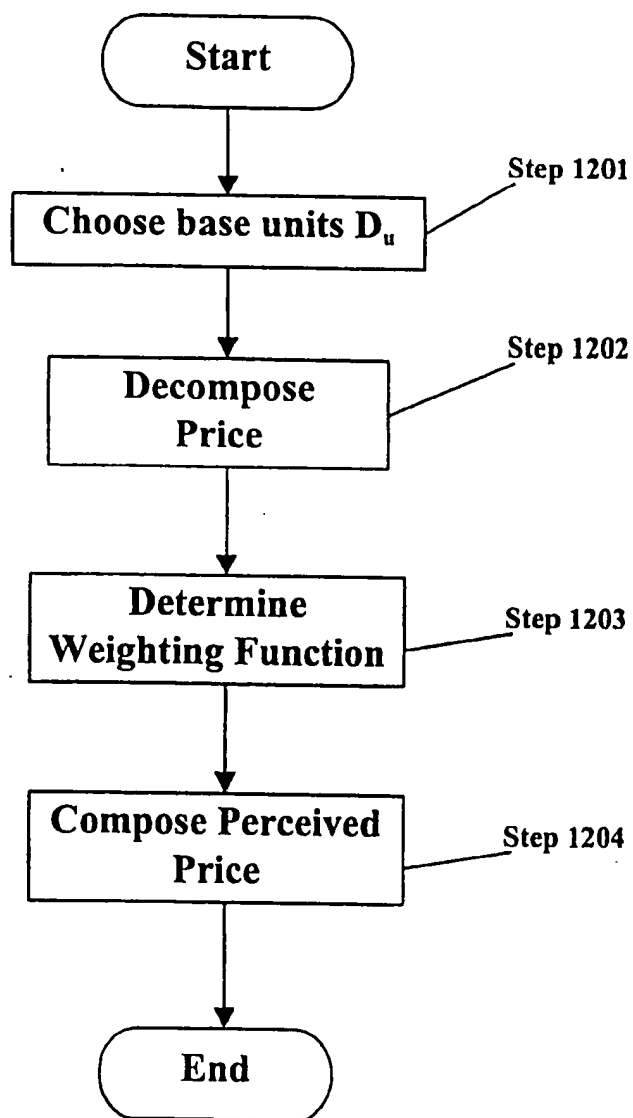 Start
Step 1201
Choose base units Du
Step 1202
Decompose
Price
Determine
Weighting Function
Step 1203
Compose Perceived
Price
Step 1204
End